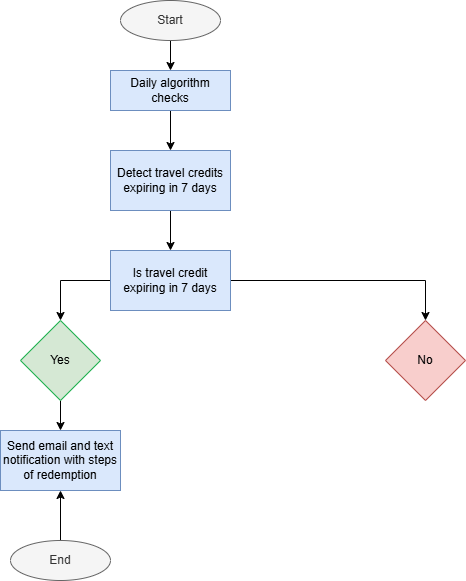 Start
Daily algorithm
checks
Detect travel credits
expiring in 7 days
Is travel credit
expiring in 7 days
Yes
No
Send email and text
notification with steps
of redemption
End